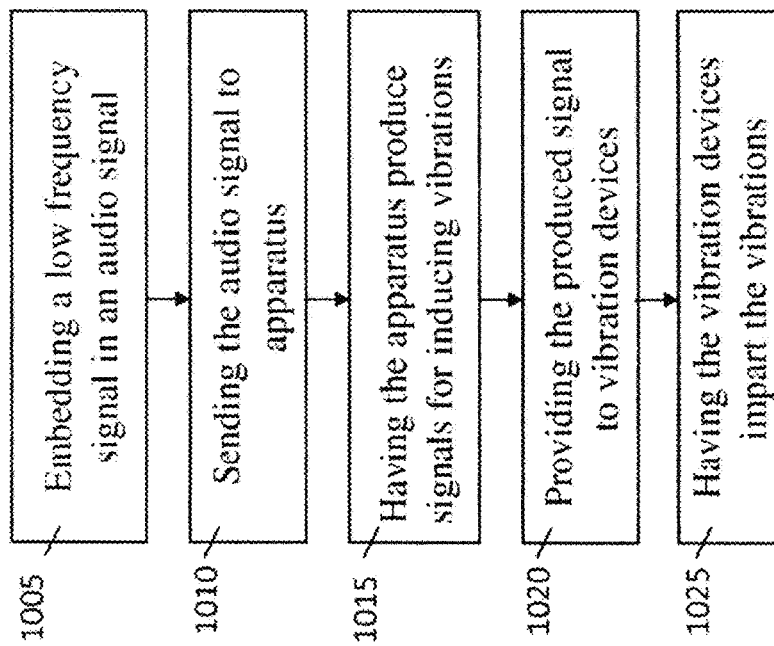 1005
Embedding a low frequency
signal in an audio signal
1010
Sending the audio signal to
apparatus
1015
Having the apparatus produce
signals for inducing vibrations
1020
Providing the produced signal
to vibration devices
1025
Having the vibration devices
impart the vibrations